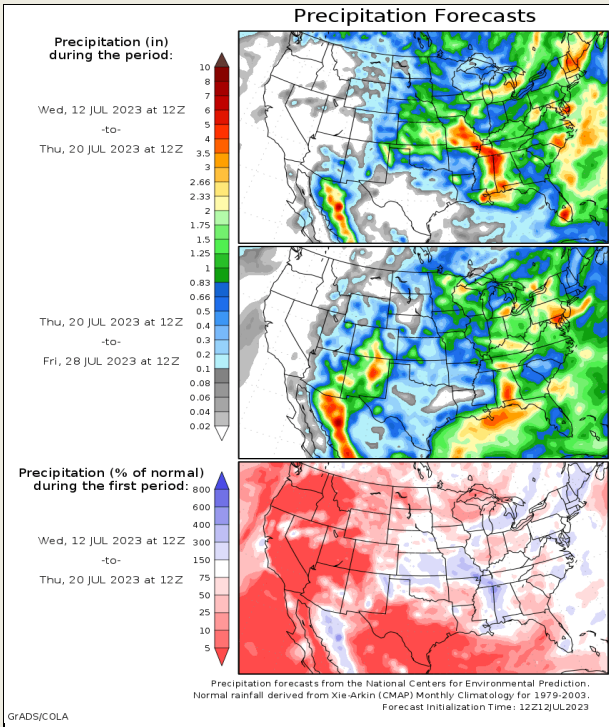 Precipitation Forecasts
Precipitation (in)
during the period:
Wed, 12 JUL 2023 at 12Z
-to-
Thu, 20 JUL 2023 at 12Z
10
8
7
6
5
4
3.5
3
2.66
2.33
2
1.75
1.5
1.25
1
0.83
0.66
0.5
0.4
0.3
0.2
0.1
0.08
0.06
0.04
0.02
Thu, 20 JUL 2023 at 12Z
-to-
Fri, 28 JUL 2023 at 12Z
Precipitation (% of normal)
during the first period:
Wed, 12 JUL 2023 at 12Z
-to-
Thu, 20 JUL 2023 at 12Z
800
600
400
300
150
75
50
25
10
5
Precipitation forecasts from the National Centers for Environmental Prediction.
Normal rainfall derived from Xie-Arkin (CMAP) Monthly Climatology for 1979-2003.
Forecast Initialization Time: 12Z12JUL2023
GrADS/COLA